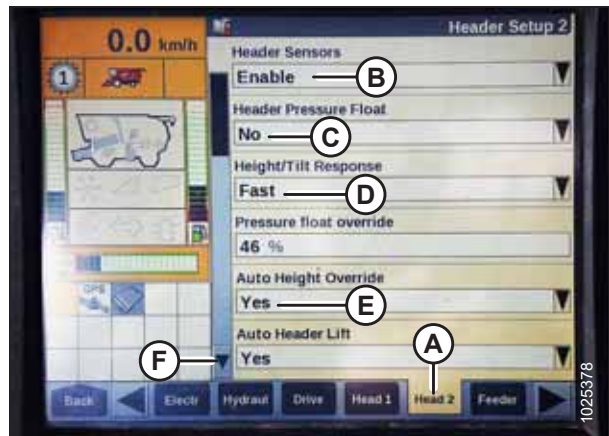 Header Setup 2
0.0 km/h
1
Header Sensors
Enable
B
Header Pressure Float
No
C
Height/Tilt Response
Fast
D
Pressure float override
46 %
Auto Height Override
Yes
E
Auto Header Lift
Yes
F
A
GPS
Back
Electr
Hydraul
Drive
Head 1
Head 2
Feeder
1025378